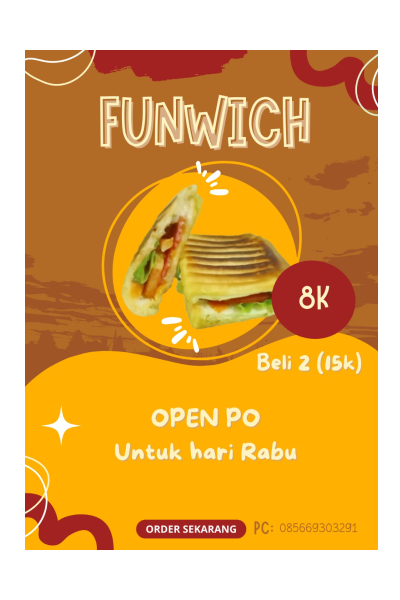 FUNWICH
8K
Beli 2 (15k)
OPEN PO
Untuk hari Rabu
ORDER SEKARANG PC: 085669303291